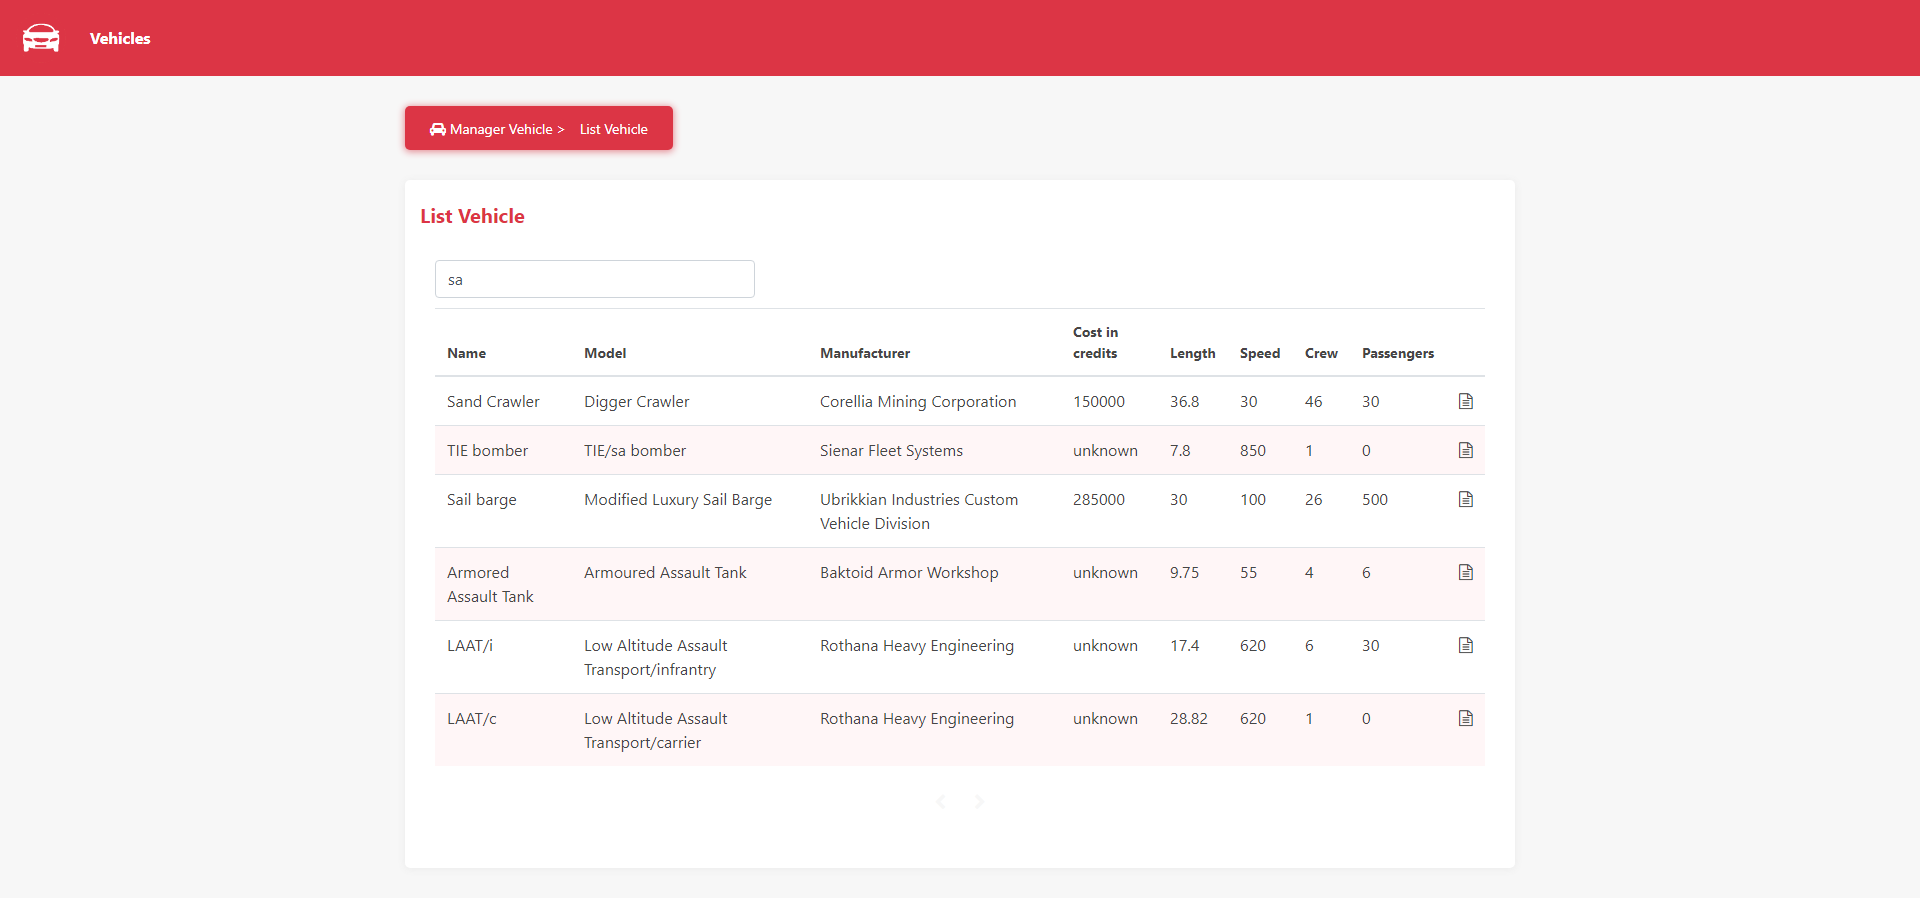 Vehicles
Manager Vehicle > List Vehicle
List Vehicle
sa
Name Model Manufacturer Cost in credits Length Speed Crew Passengers
Sand Crawler Digger Crawler Corellia Mining Corporation 150000 36.8 30 46 30
TIE bomber TIE/sa bomber Sienar Fleet Systems unknown 7.8 850 1 0
Sail barge Modified Luxury Sail Barge Ubrikkian Industries Custom 285000 30 100 26 500
Vehicle Division
Armored Armoured Assault Tank Baktoid Armor Workshop unknown 9.75 55 4 6
Assault Tank
LAAT/i Low Altitude Assault Rothana Heavy Engineering unknown 17.4 620 6 30
Transport/infrantry
LAAT/c Low Altitude Assault Rothana Heavy Engineering unknown 28.82 620 1 0
Transport/carrier